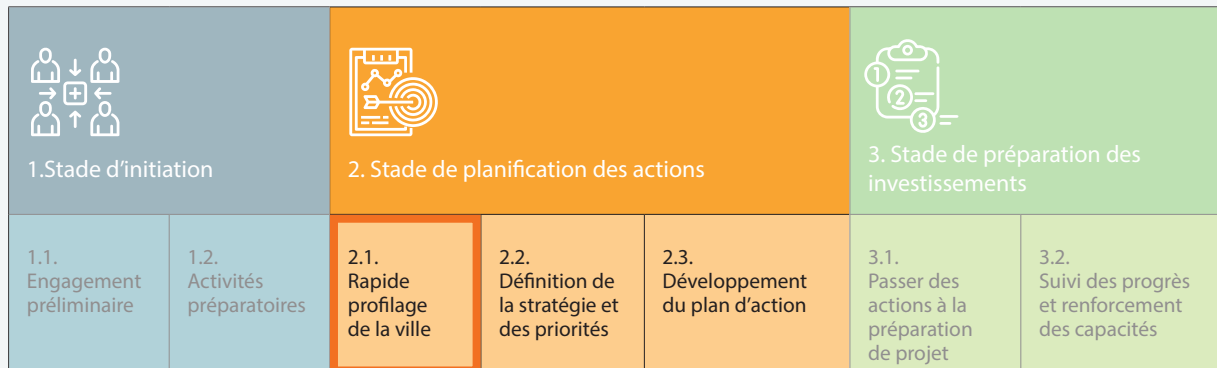 1.Stade d'initiation
2. Stade de planification des actions
1
2
3
3. Stade de préparation des
investissements
1.1.
Engagement
préliminaire
1.2.
Activités
préparatoires
2.1.
Rapide
profilage
de la ville
2.2.
Définition de
la stratégie et
des priorités
2.3.
Développement
du plan d'action
3.1.
Passer des
actions à la
préparation
de projet
3.2.
Suivi des progrès
et renforcement
des capacités